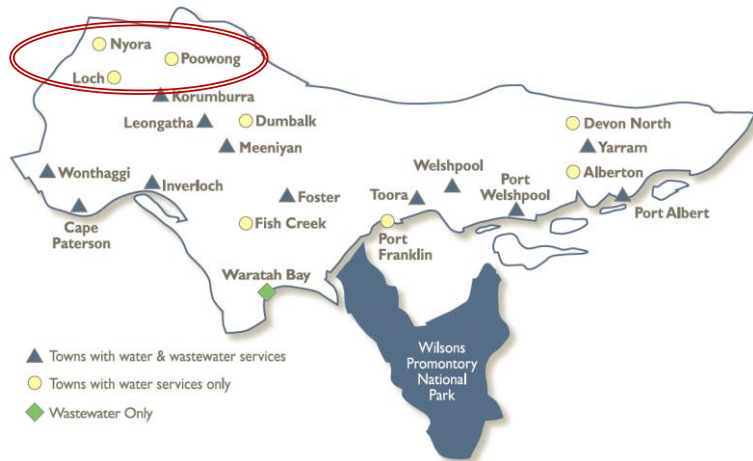 Nyora
Poowong
Loch
Korumburra
Leongatha
Dumbalk
Devon North
Meeniyan
Yarram
Wonthaggi
Welshpool
Port
Welshpool
Alberton
Inverloch
Foster
Toora
Port Albert
Cape
Paterson
Fish Creek
Port
Franklin
Waratah Bay
Wilsons
Promontory
National
Park
Towns with water & wastewater services
Towns with water services only
Wastewater Only